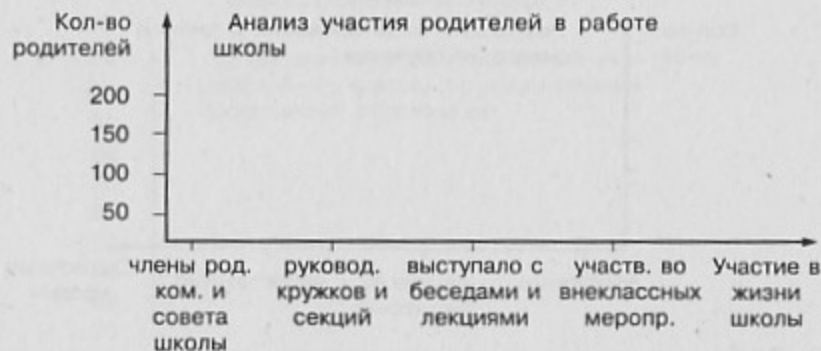 Кол-во
родителей
Анализ участия родителей в работе
школы
200
150
100
50
члены род.
ком. и
совета
школы
руковод.
кружков и
секций
выступало с
беседами и
лекциями
участв. во
внеклассных
меропр.
Участие в
жизни
школы